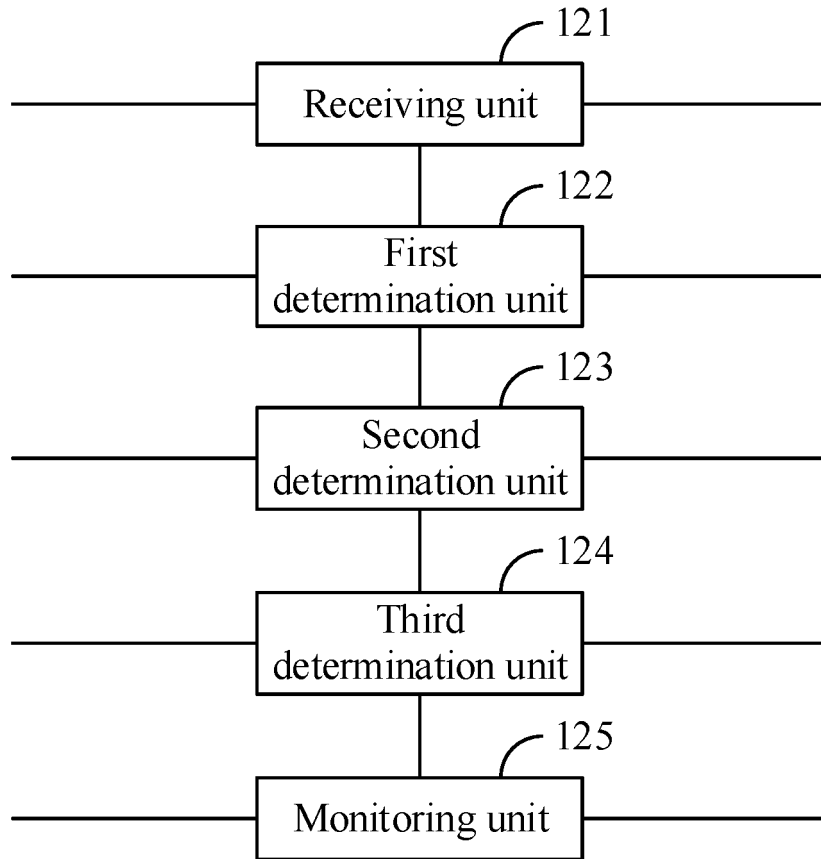 121
Receiving unit
122
First
determination unit
123
Second
determination unit
124
Third
determination unit
125
Monitoring unit